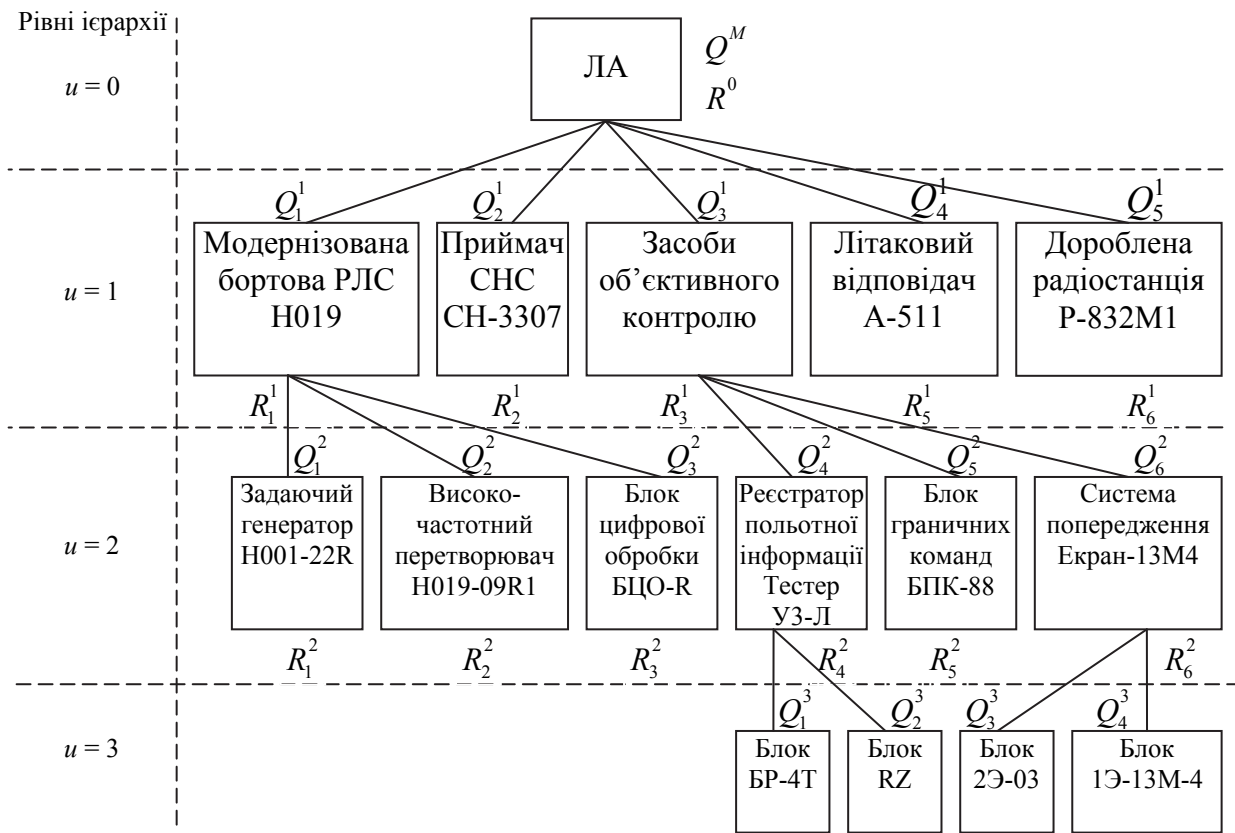 Рівні ієрархії
ЛА
Q^M
u = 0
R^0
Q_1^1 Q_2^1 Q_3^1 Q_4^1 Q_5^1
Модернізована
бортова РЛС
Н019
Приймач
СНС
СН-3307
Засоби
об’єктивного
контролю
Літаковий
відповідач
А-511
Дороблена
радіостанція
Р-832М1
u = 1
R_1^1 R_2^1 R_3^1 R_5^1 R_6^1
Q_1^2 Q_2^2 Q_3^2 Q_4^2 Q_5^2 Q_6^2
Задаючий
генератор
Н001-22R
Високо-
частотний
перетворювач
Н019-09R1
Блок
цифрової
обробки
БЦО-R
Реєстратор
польотної
інформації
Тестер
У3-Л
Блок
граничних
команд
БПК-88
Система
попередження
Екран-13М4
u = 2
R_1^2 R_2^2 R_3^2 R_4^2 R_5^2 R_6^2
Q_1^3 Q_2^3 Q_3^3 Q_4^3
u = 3
Блок
БР-4Т
Блок
RZ
Блок
2Э-03
Блок
1Э-13М-4